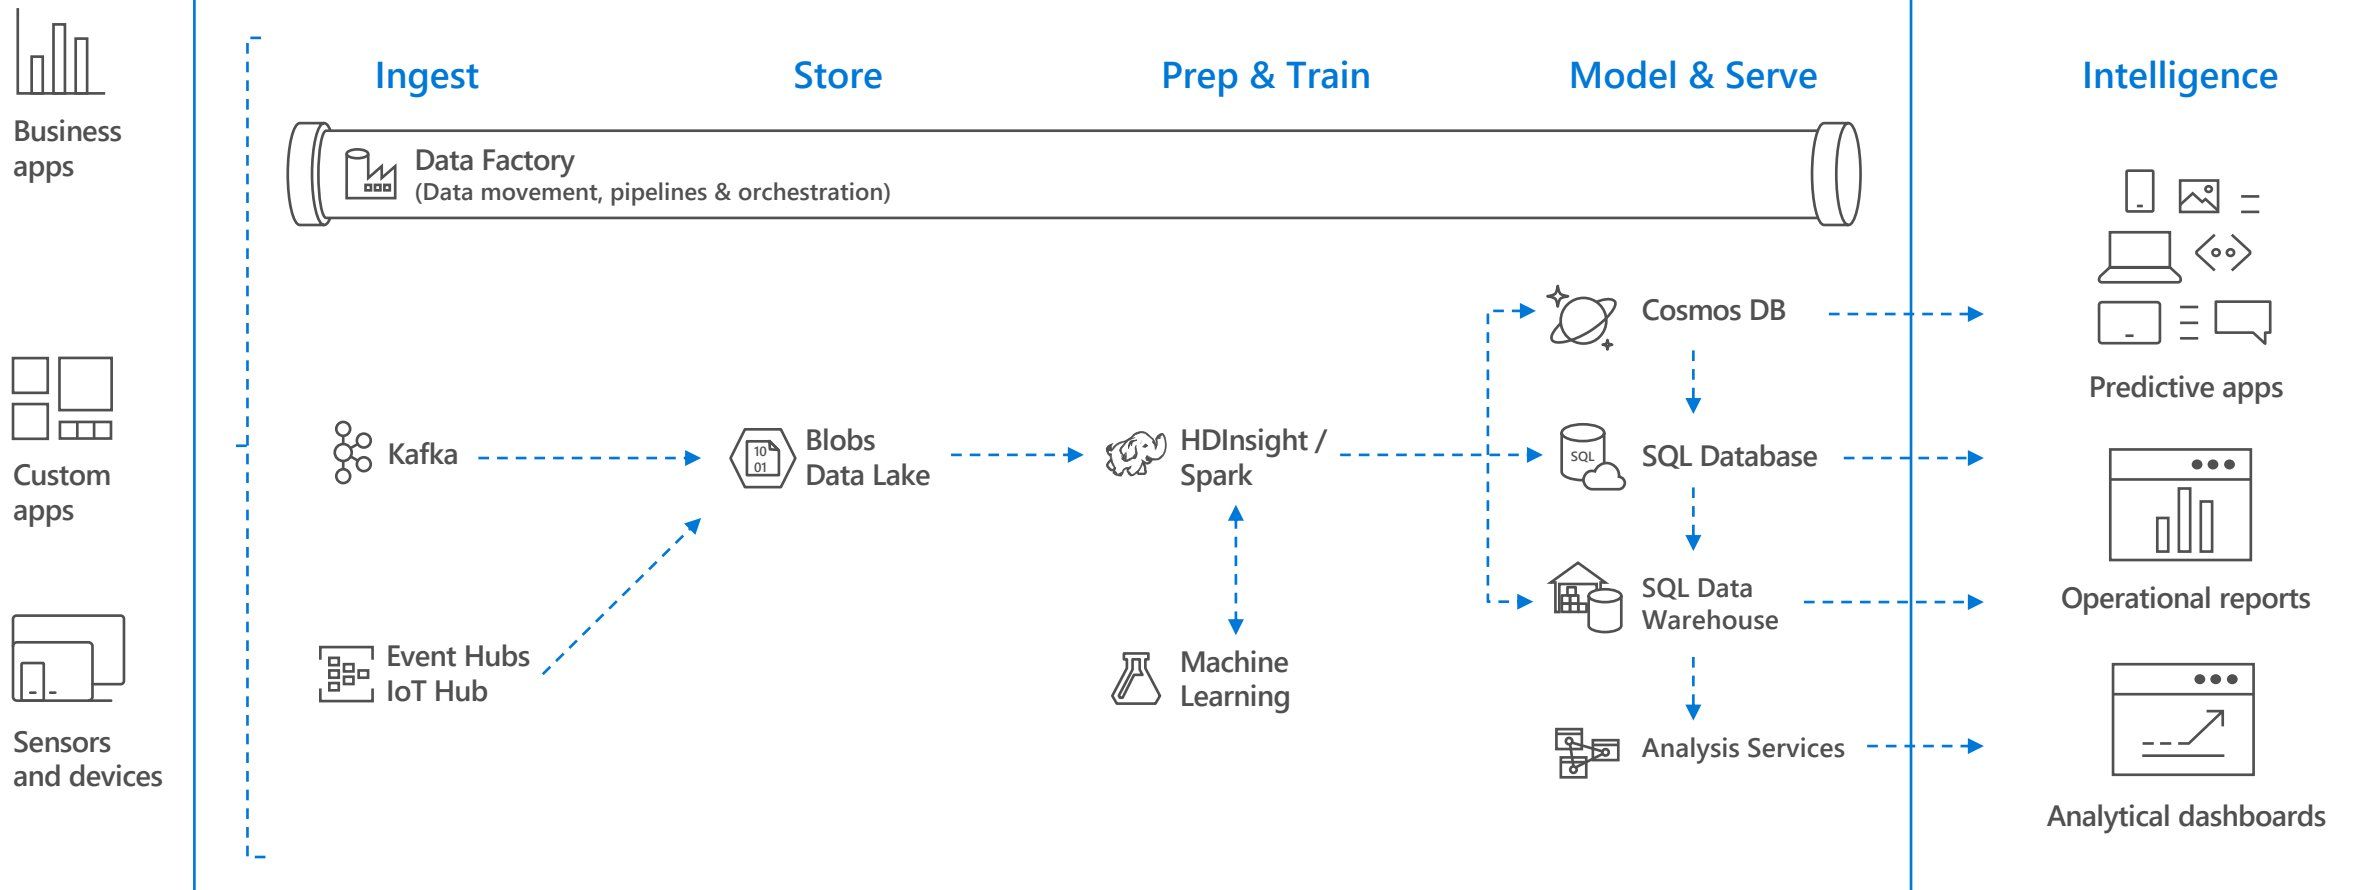 Business
apps
Custom
apps
Sensors
and devices
Ingest
Store
Prep & Train
Model & Serve
Intelligence
Data Factory
(Data movement, pipelines & orchestration)
Kafka
Event Hubs
IoT Hub
10
01
Blobs
Data Lake
HDInsight /
Spark
Machine
Learning
Cosmos DB
SQL
SQL Database
SQL Data
Warehouse
Analysis Services
Predictive apps
Operational reports
Analytical dashboards